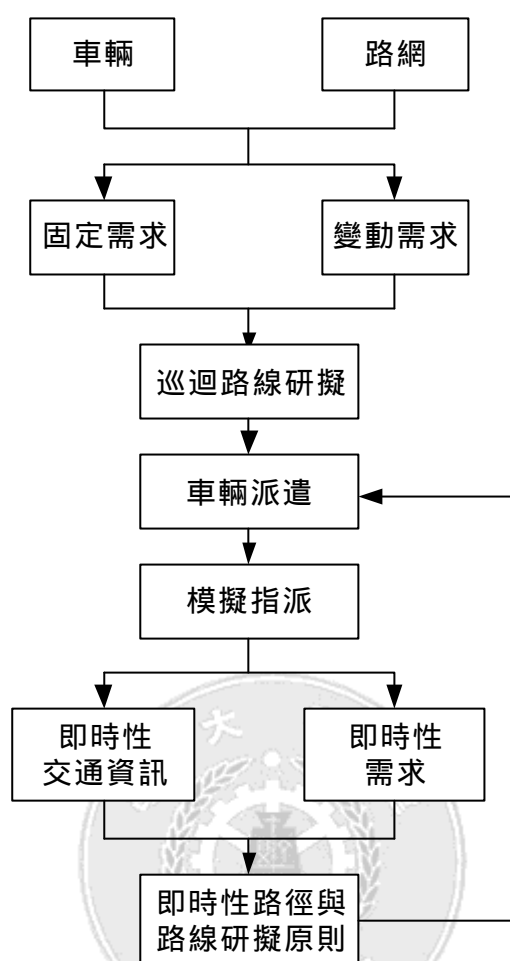 車輛
路網
固定需求
變動需求
巡迴路線研擬
車輛派遣
模擬指派
即時性
交通資訊
即時性
需求
即時性路徑與
路線研擬原則
大